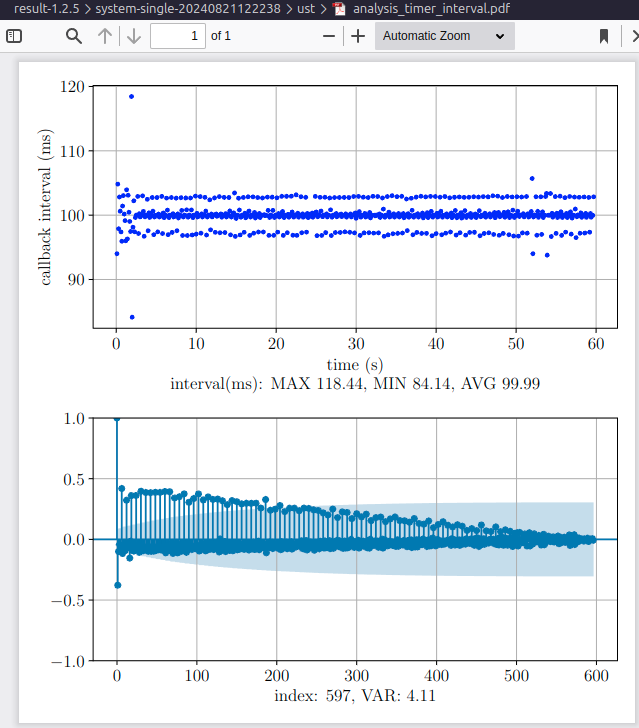 result-1.2.5 > system-single-20240821122238 > ust > analysis_timer_interval.pdf
1 of 1 Automatic Zoom
120
110
100
90
callback interval (ms)
0 10 20 30 40 50 60
time (s)
interval(ms): MAX 118.44, MIN 84.14, AVG 99.99
1.0
0.5
0.0
−0.5
−1.0
0 100 200 300 400 500 600
index: 597, VAR: 4.11